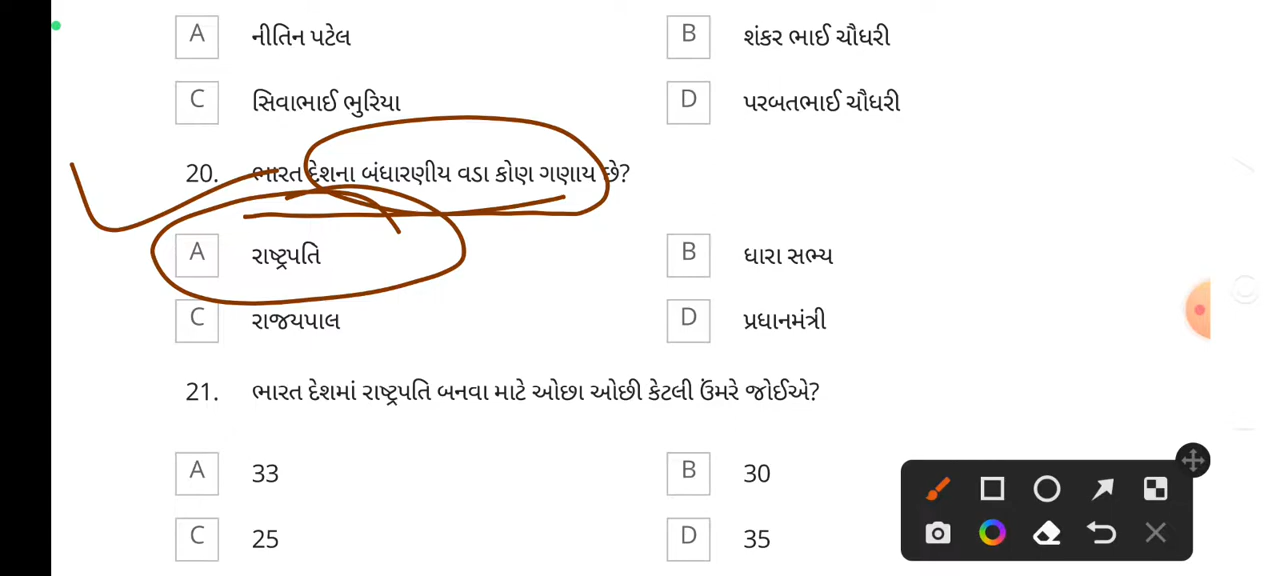 A નીતિન પટેલ B શંકર ભાઈ ચૌધરી
C સિવાભાઈ ભુરિયા D પરબતભાઈ ચૌધરી
20. ભારત દેશના બંધારણીય વડા કોણ ગણાય છે?
A રાષ્ટ્રપતિ B ધારા સભ્ય
C રાજયપાલ D પ્રધાનમંત્રી
21. ભારત દેશમાં રાષ્ટ્રપતિ બનવા માટે ઓછા ઓછી કેટલી ઉંમરે જોઈએ?
A 33 B 30
C 25 D 35